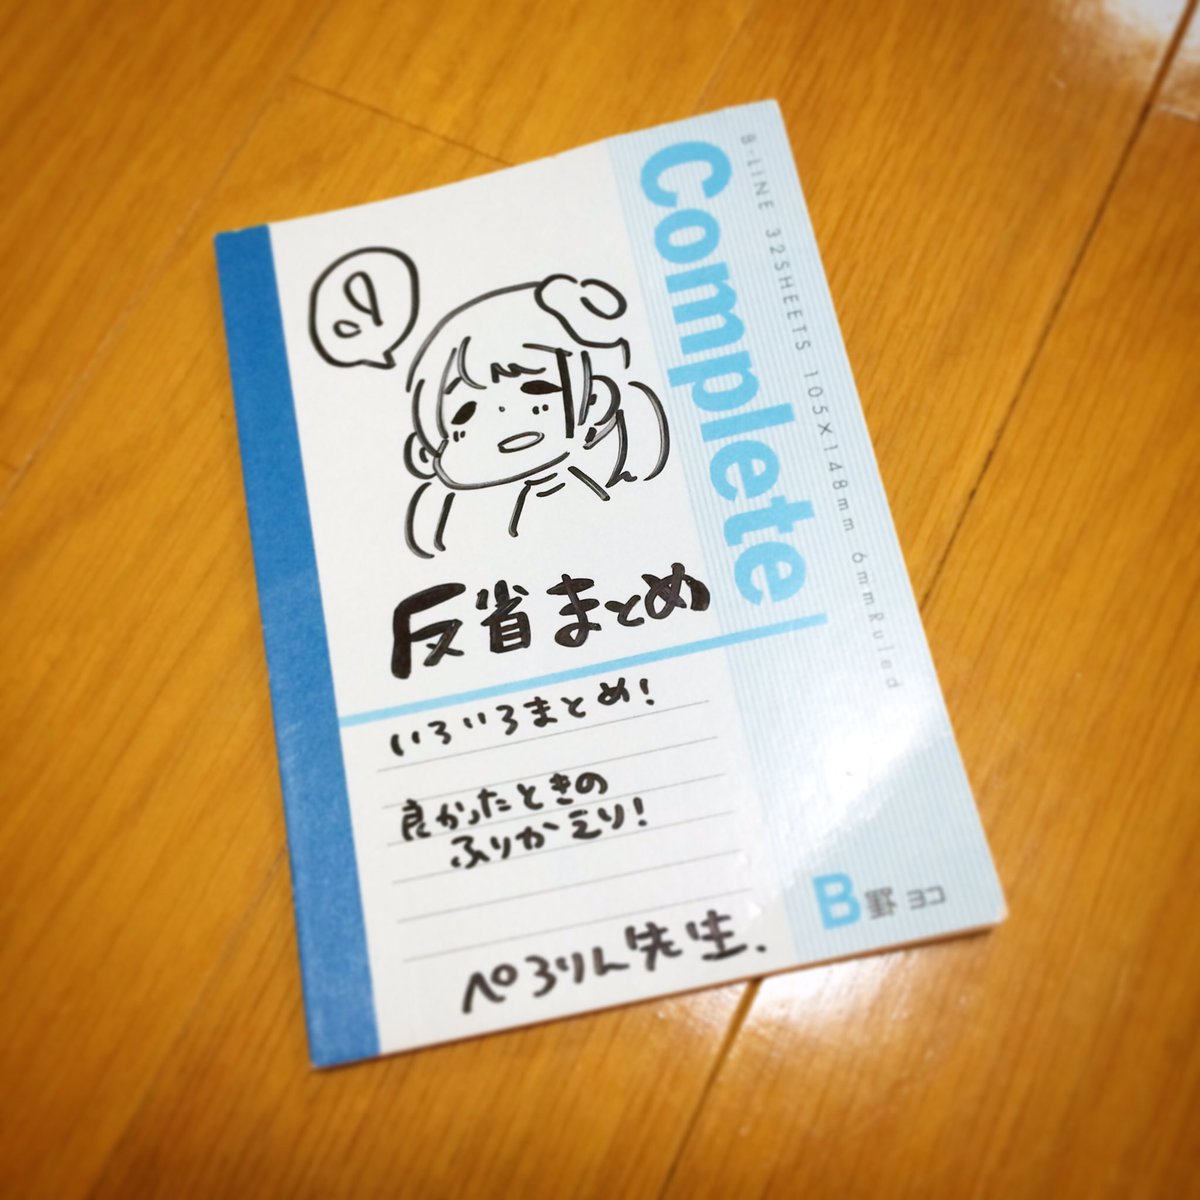 Complete
B・LINE 32SHEETS 105×148mm 6mmRuled
反省まとめ
いろいろまとめ!
良かったときの
ふりかえり!
ぺろりん先生.
B罫 ヨコ